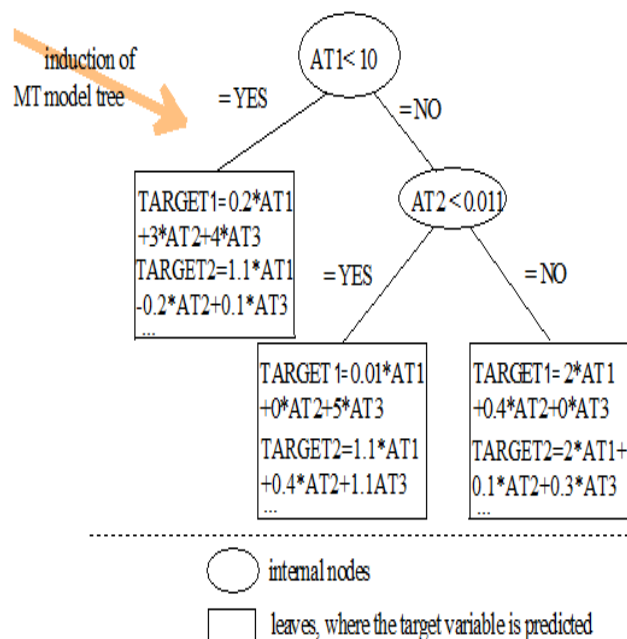 induction of
MT model tree
AT1< 10
=YES
=NO
TARGET1=0.2*AT1
+3*AT2+4*AT3
TARGET2=1.1*AT1
-0.2*AT2+0.1*AT3
...
AT2<0.011
=YES
=NO
TARGET1=0.01*AT1
+0*AT2+5*AT3
TARGET2=1.1*AT1
+0.4*AT2+1.1AT3
...
TARGET1=2*AT1
+0.4*AT2+0*AT3
TARGET2=2*AT1+
0.1*AT2+0.3*AT3
...
internal nodes
leaves, where the target variable is predicted